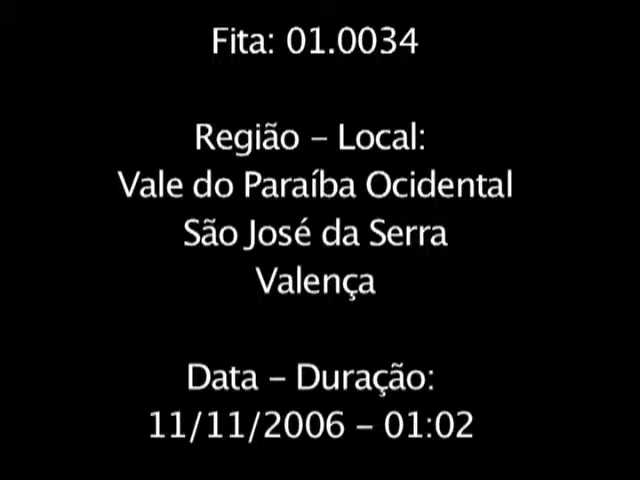 Fita: 01.0034
Região – Local:
Vale do Paraíba Ocidental
São José da Serra
Valença
Data – Duração:
11/11/2006 – 01:02